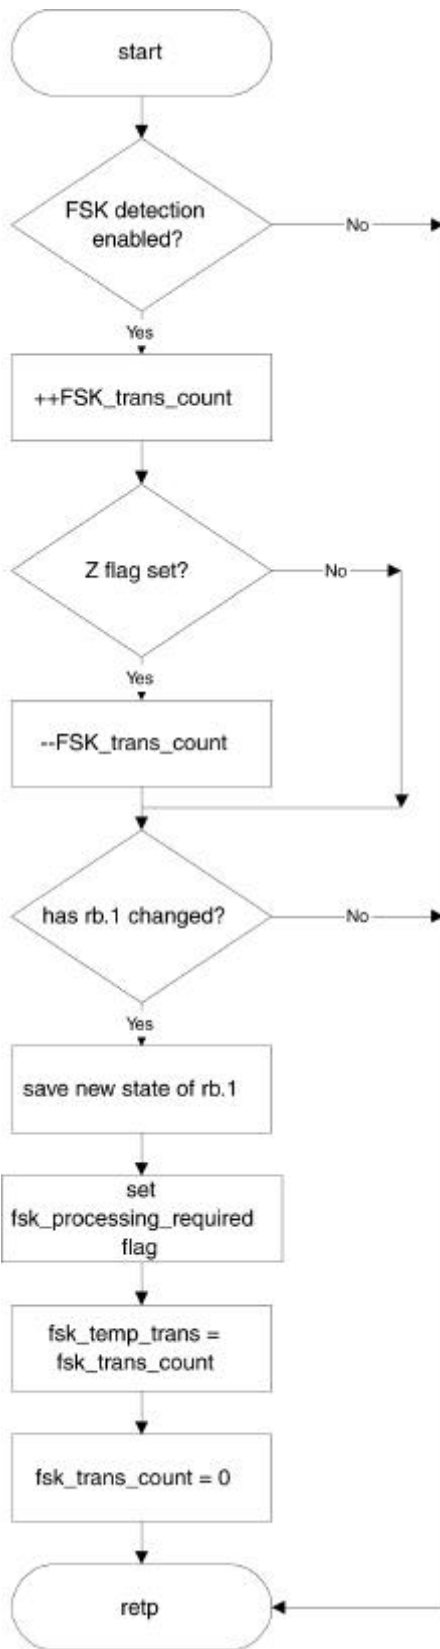 start
FSK detection
enabled?
No
Yes
++FSK_trans_count
Z flag set?
No
Yes
--FSK_trans_count
has rb.1 changed?
No
Yes
save new state of rb.1
set
fsk_processing_required
flag
fsk_temp_trans =
fsk_trans_count
fsk_trans_count = 0
retp